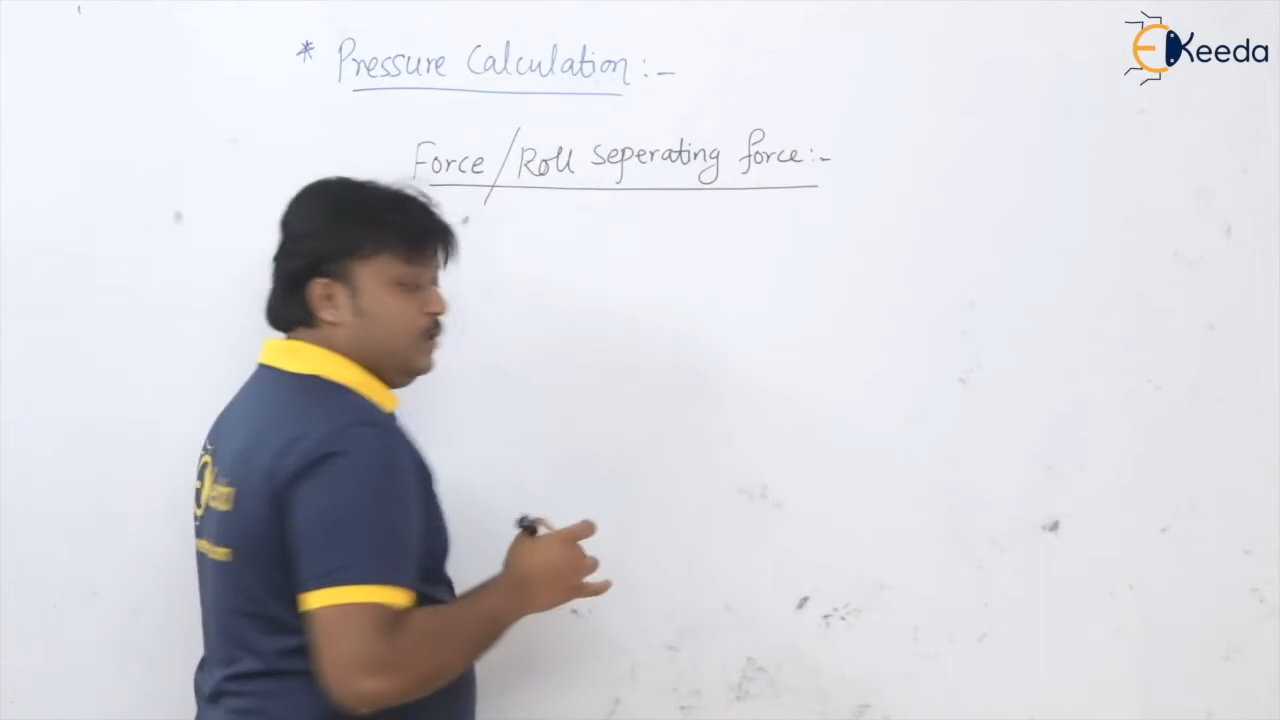 * Pressure Calculation:-
Force / Roll seperating force:-
EKeeda